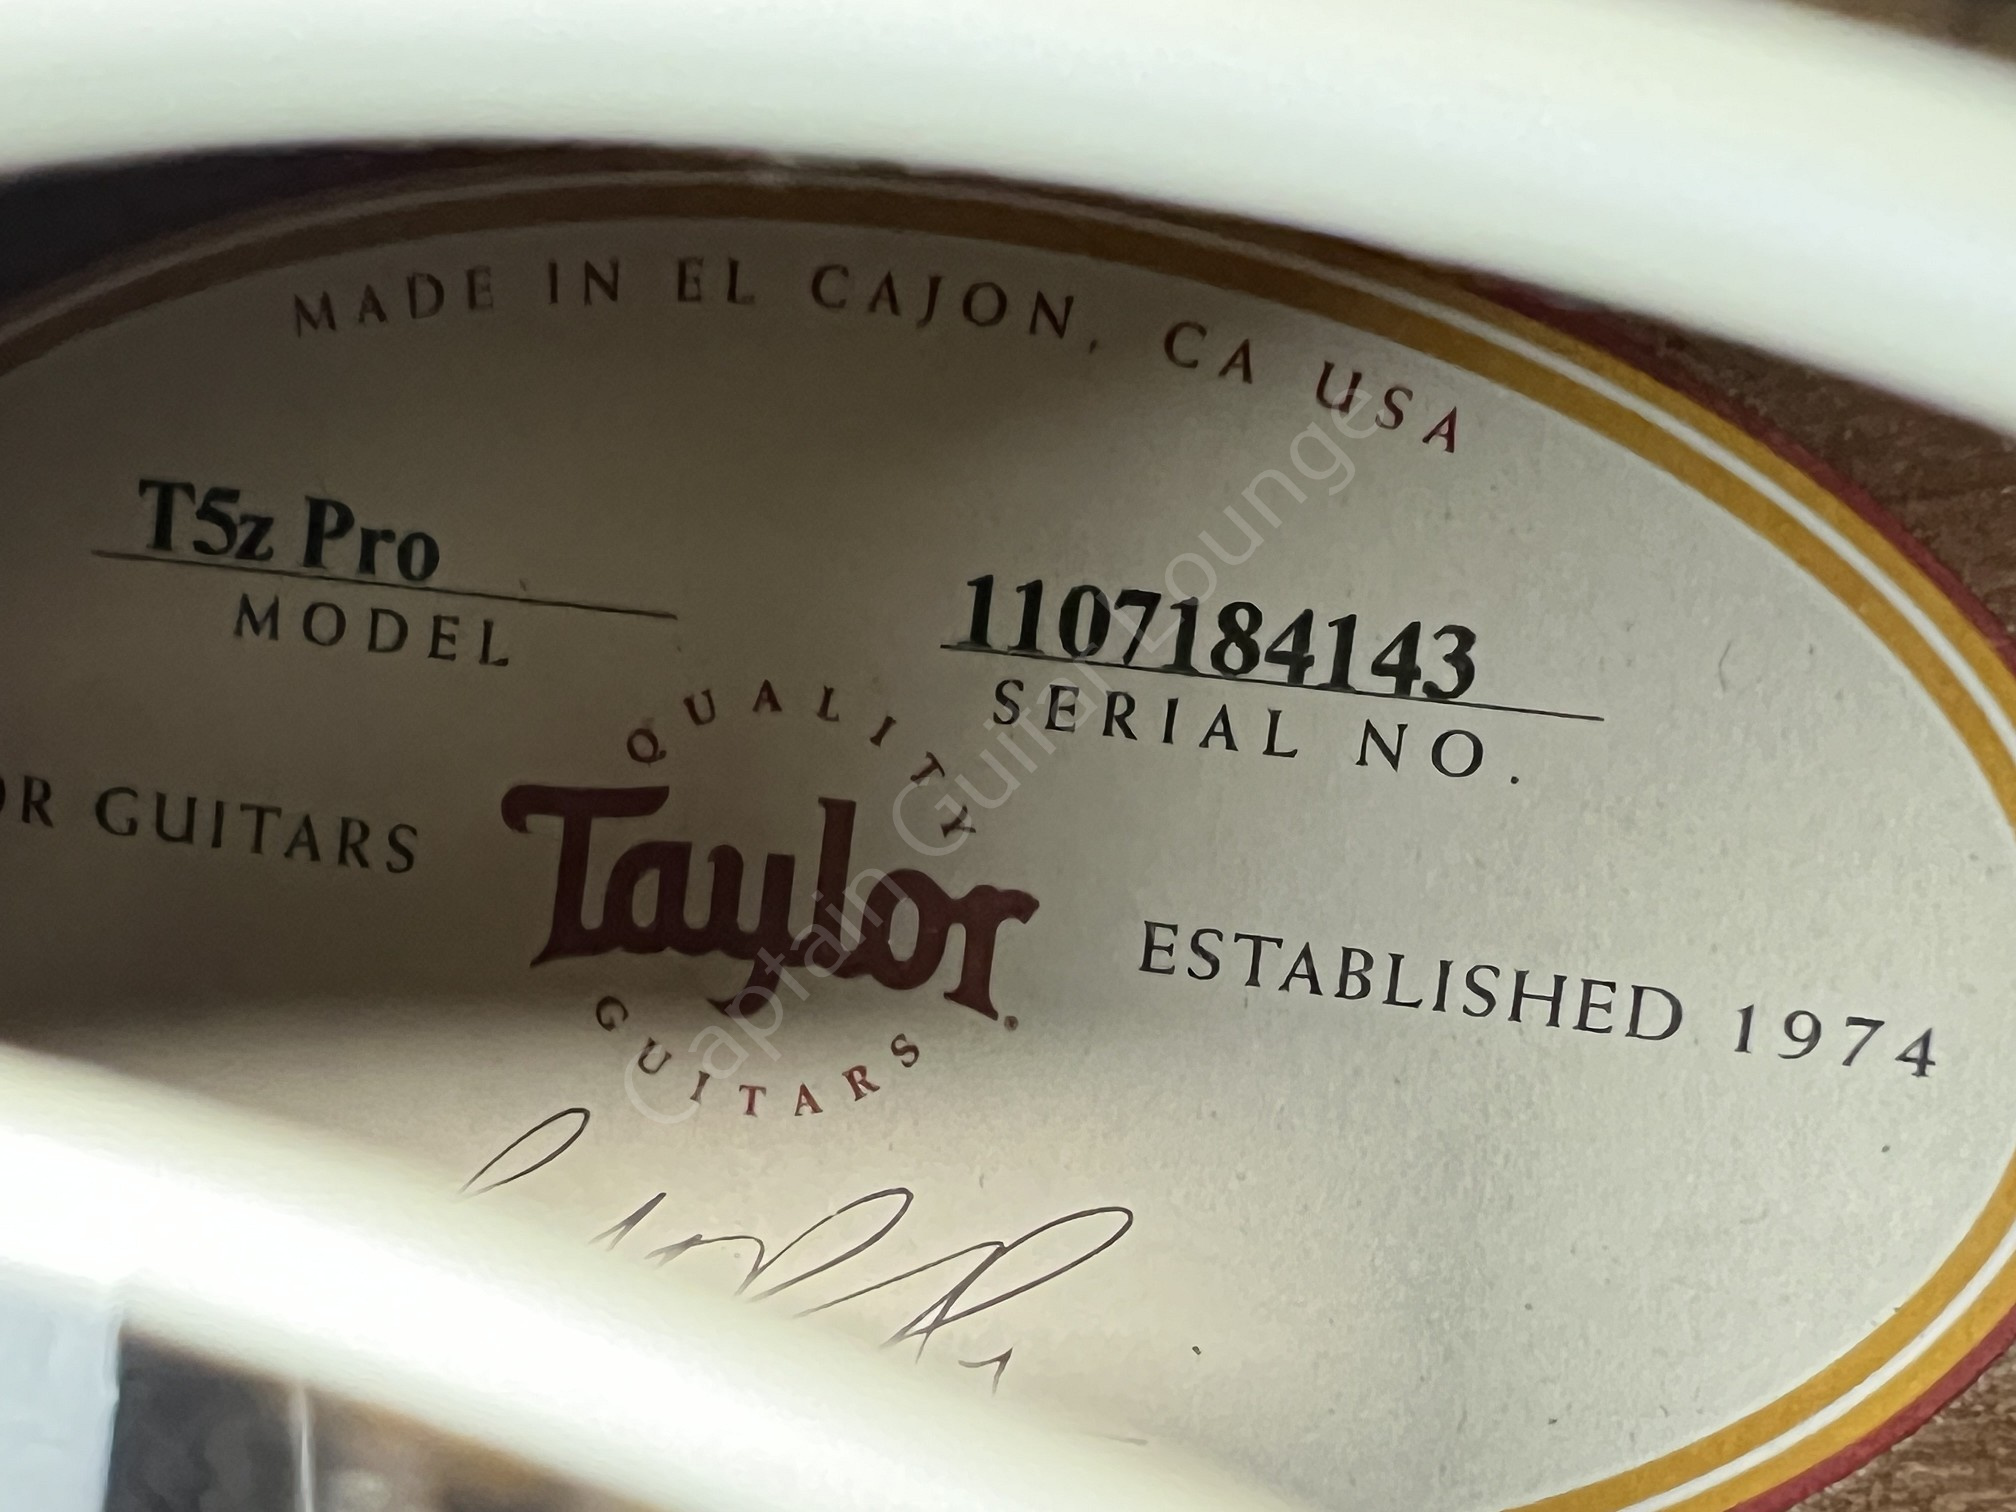 MADE IN EL CAJON, CA USA
T5z Pro
MODEL
1107184143
SERIAL NO.
QUALITY
Taylor
GUITARS
R GUITARS
ESTABLISHED 1974
Captain Guitar Lounge